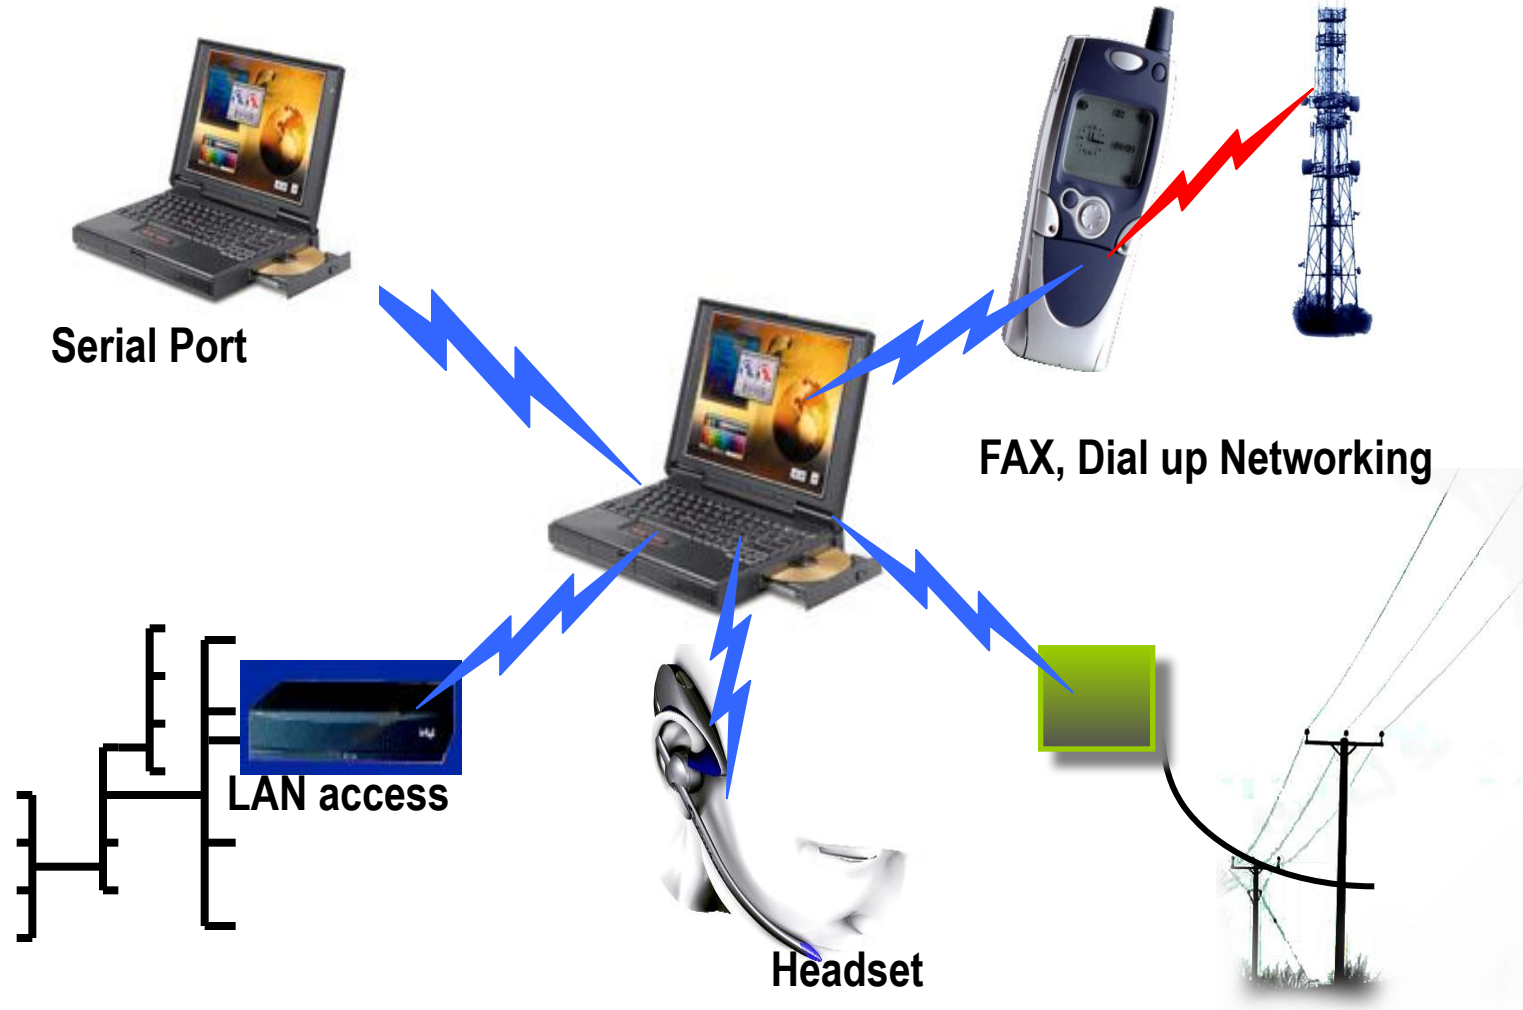 Serial Port
FAX, Dial up Networking
LAN access
Headset